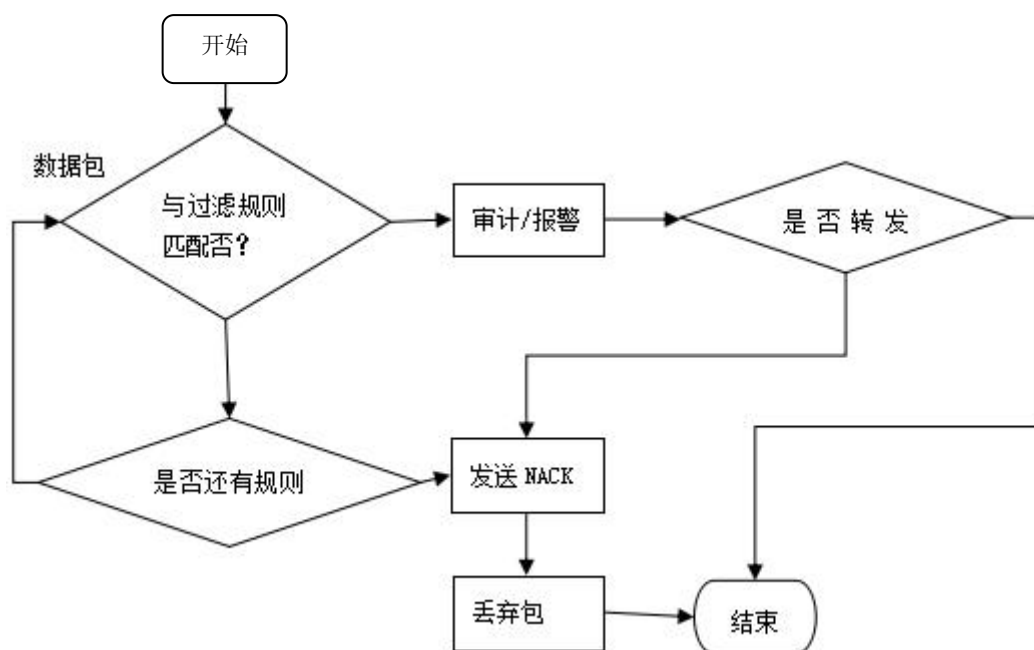 开始
数据包
与过滤规则
匹配否？
审计/报警
是否转发
是否还有规则
发送 NACK
丢弃包
结束